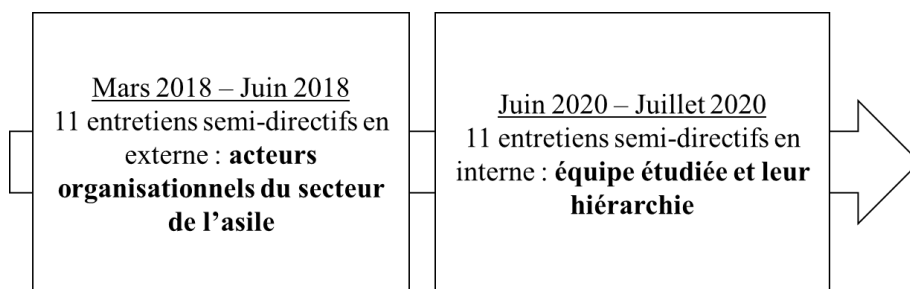 Mars 2018 – Juin 2018
11 entretiens semi-directifs en
externe : acteurs
organisationnels du secteur
de l’asile
Juin 2020 – Juillet 2020
11 entretiens semi-directifs en
interne : équipe étudiée et leur
hiérarchie